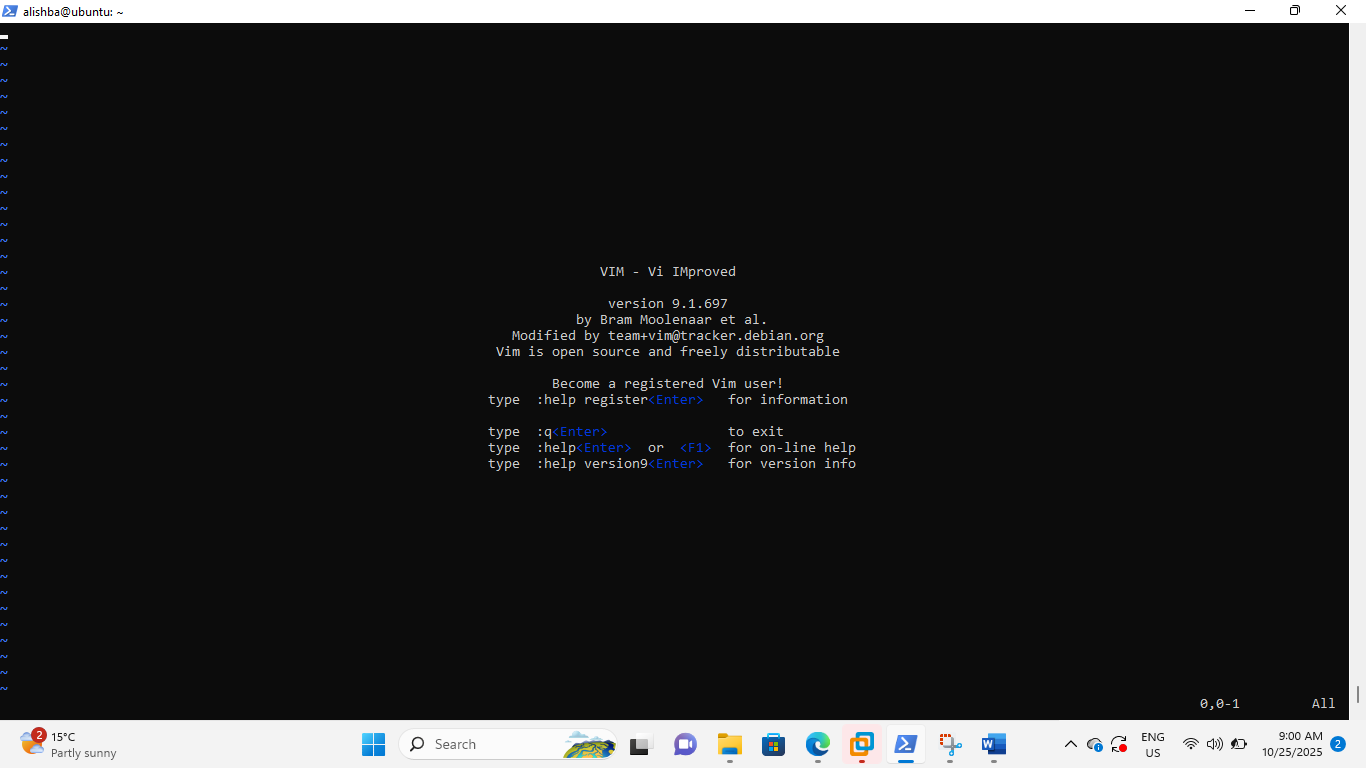 alishba@ubuntu: ~
~
~
~
~
~
~
~
~
~
~
~
~
~
~
~ VIM - Vi IMproved
~
~ version 9.1.697
~ by Bram Moolenaar et al.
~ Modified by team+vim@tracker.debian.org
~ Vim is open source and freely distributable
~
~ Become a registered Vim user!
~ type :help register<Enter> for information
~
~ type :q<Enter> to exit
~ type :help<Enter> or <F1> for on-line help
~ type :help version9<Enter> for version info
~
~
~
~
~
~
~
~
~
~
~
~
~
~
0,0-1 All
2
15°C
Partly sunny
Search
ENG
US
9:00 AM
10/25/2025
2